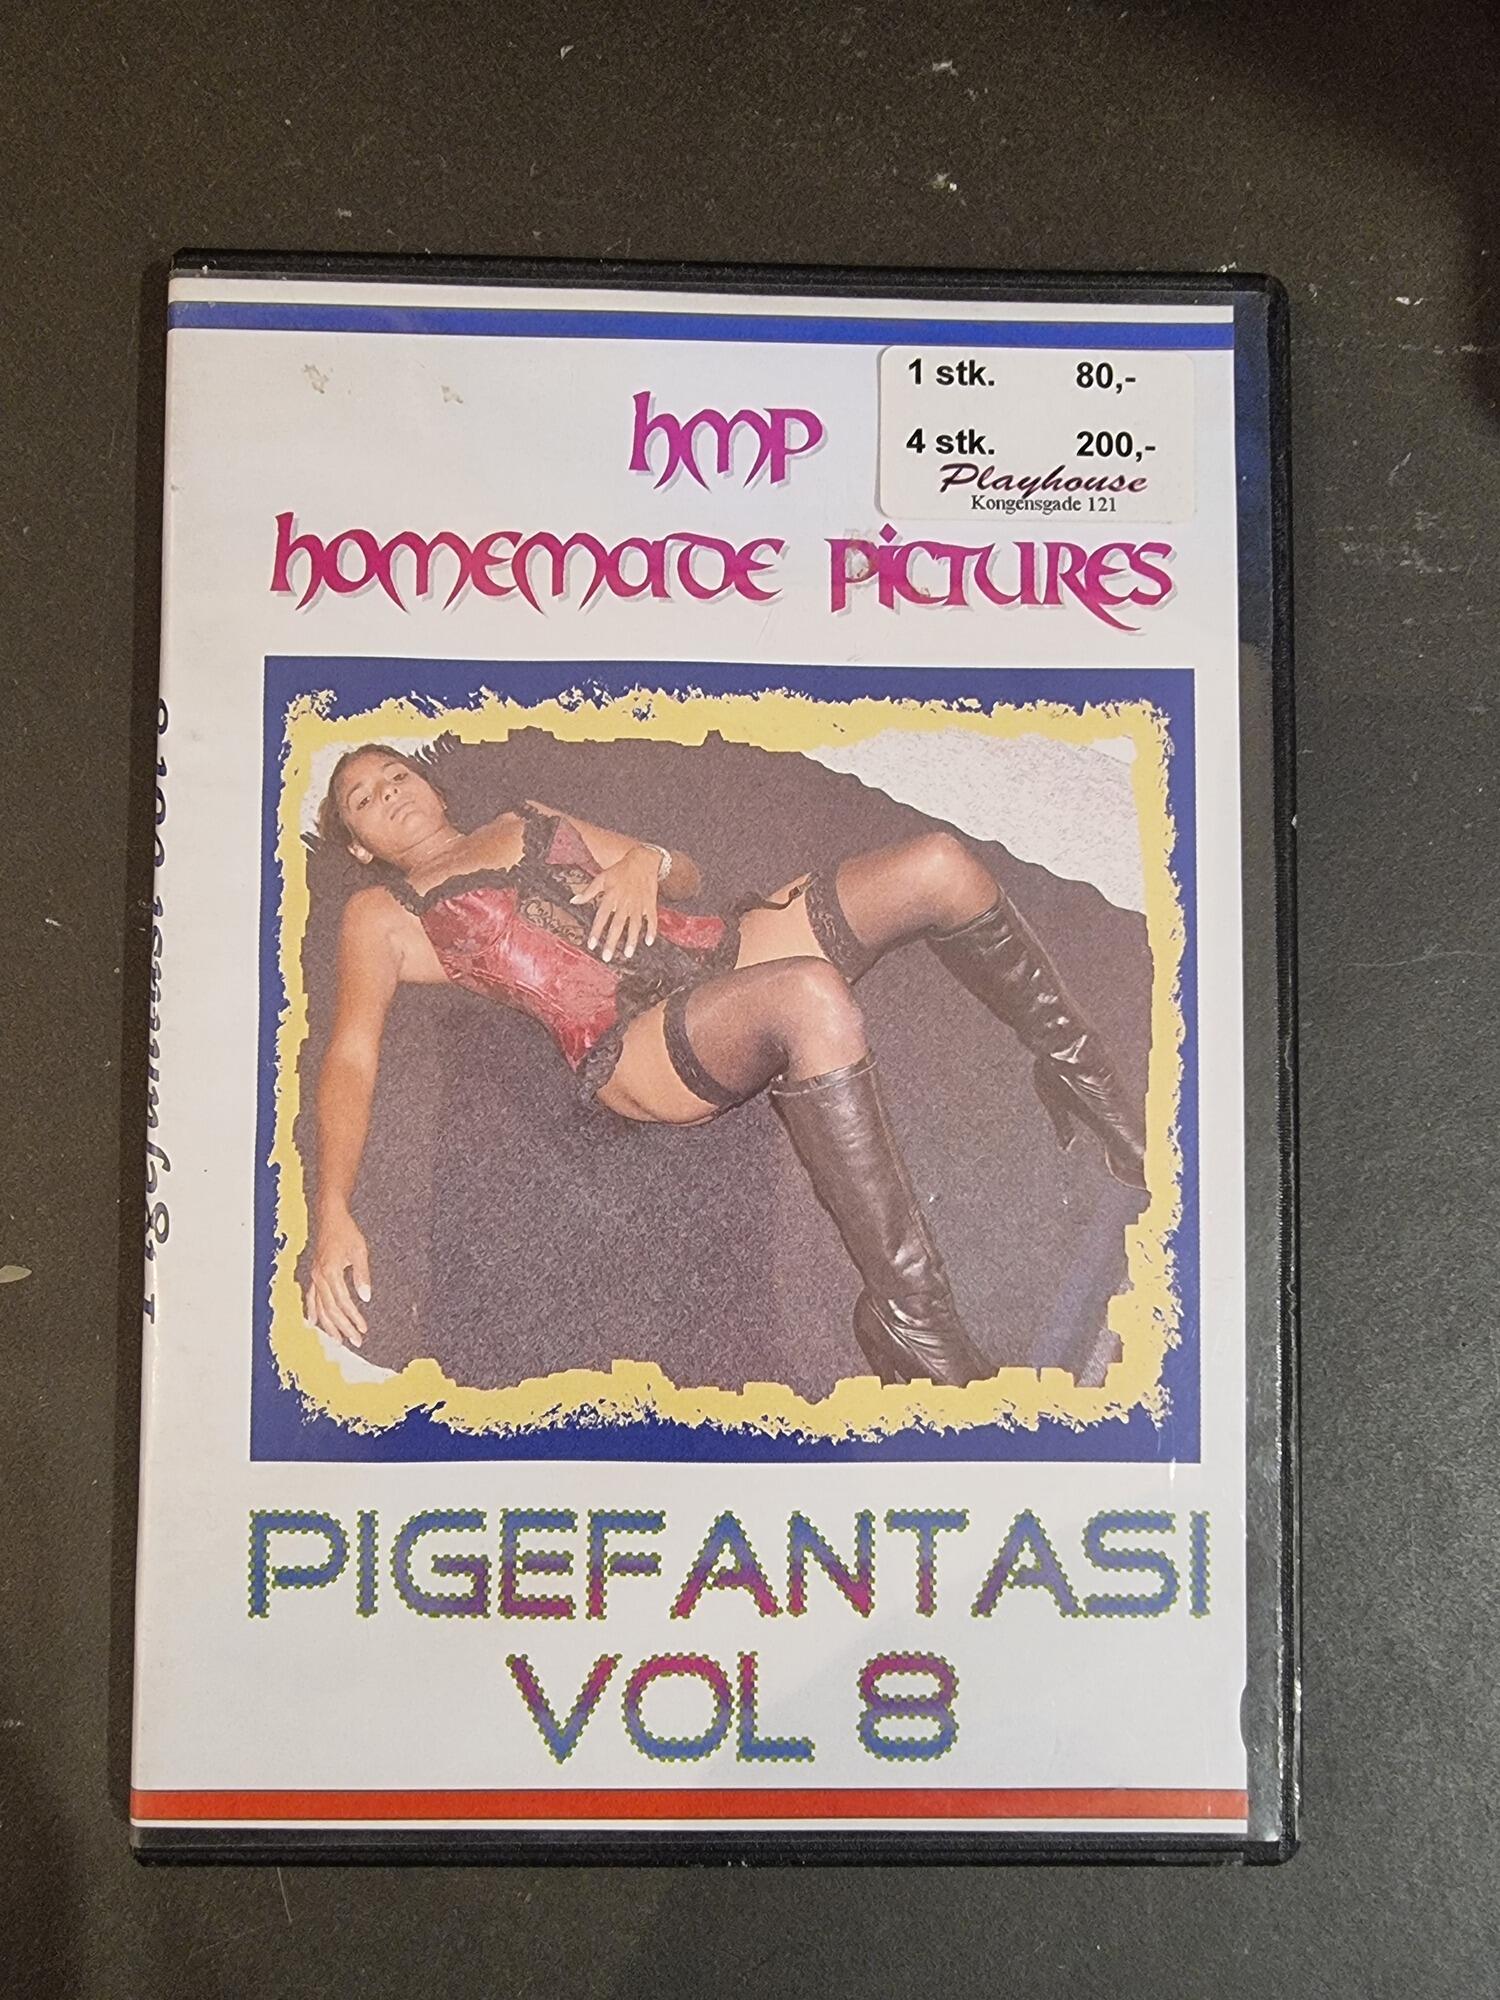 1 stk. 80,-
4 stk. 200,-
Playhouse
Kongensgade 121
HMP
HOMEMADE PICTURES
PIGEFANTASI
VOL 8